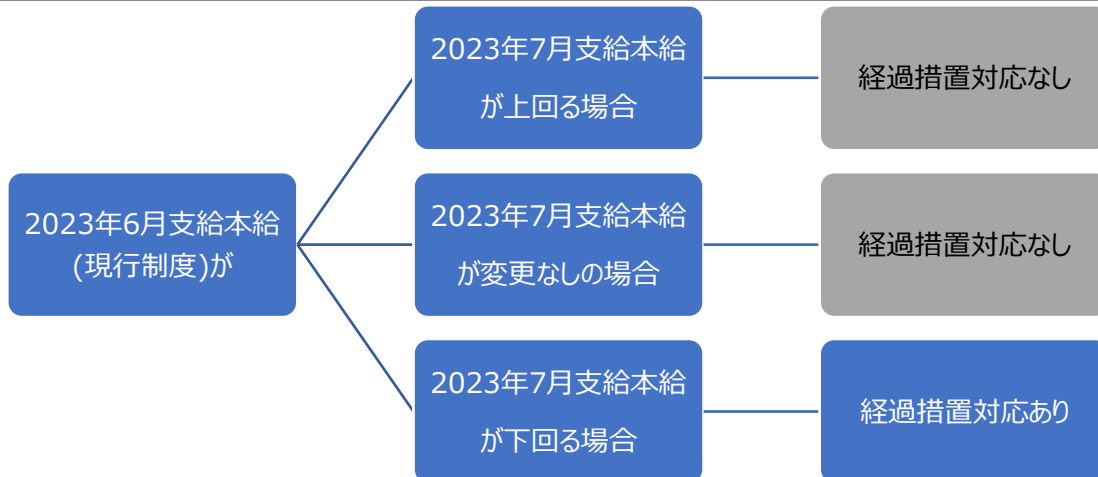 2023年6月支給本給
(現行制度)が
2023年7月支給本給
が上回る場合
経過措置対応なし
2023年7月支給本給
が変更なしの場合
経過措置対応なし
2023年7月支給本給
が下回る場合
経過措置対応あり